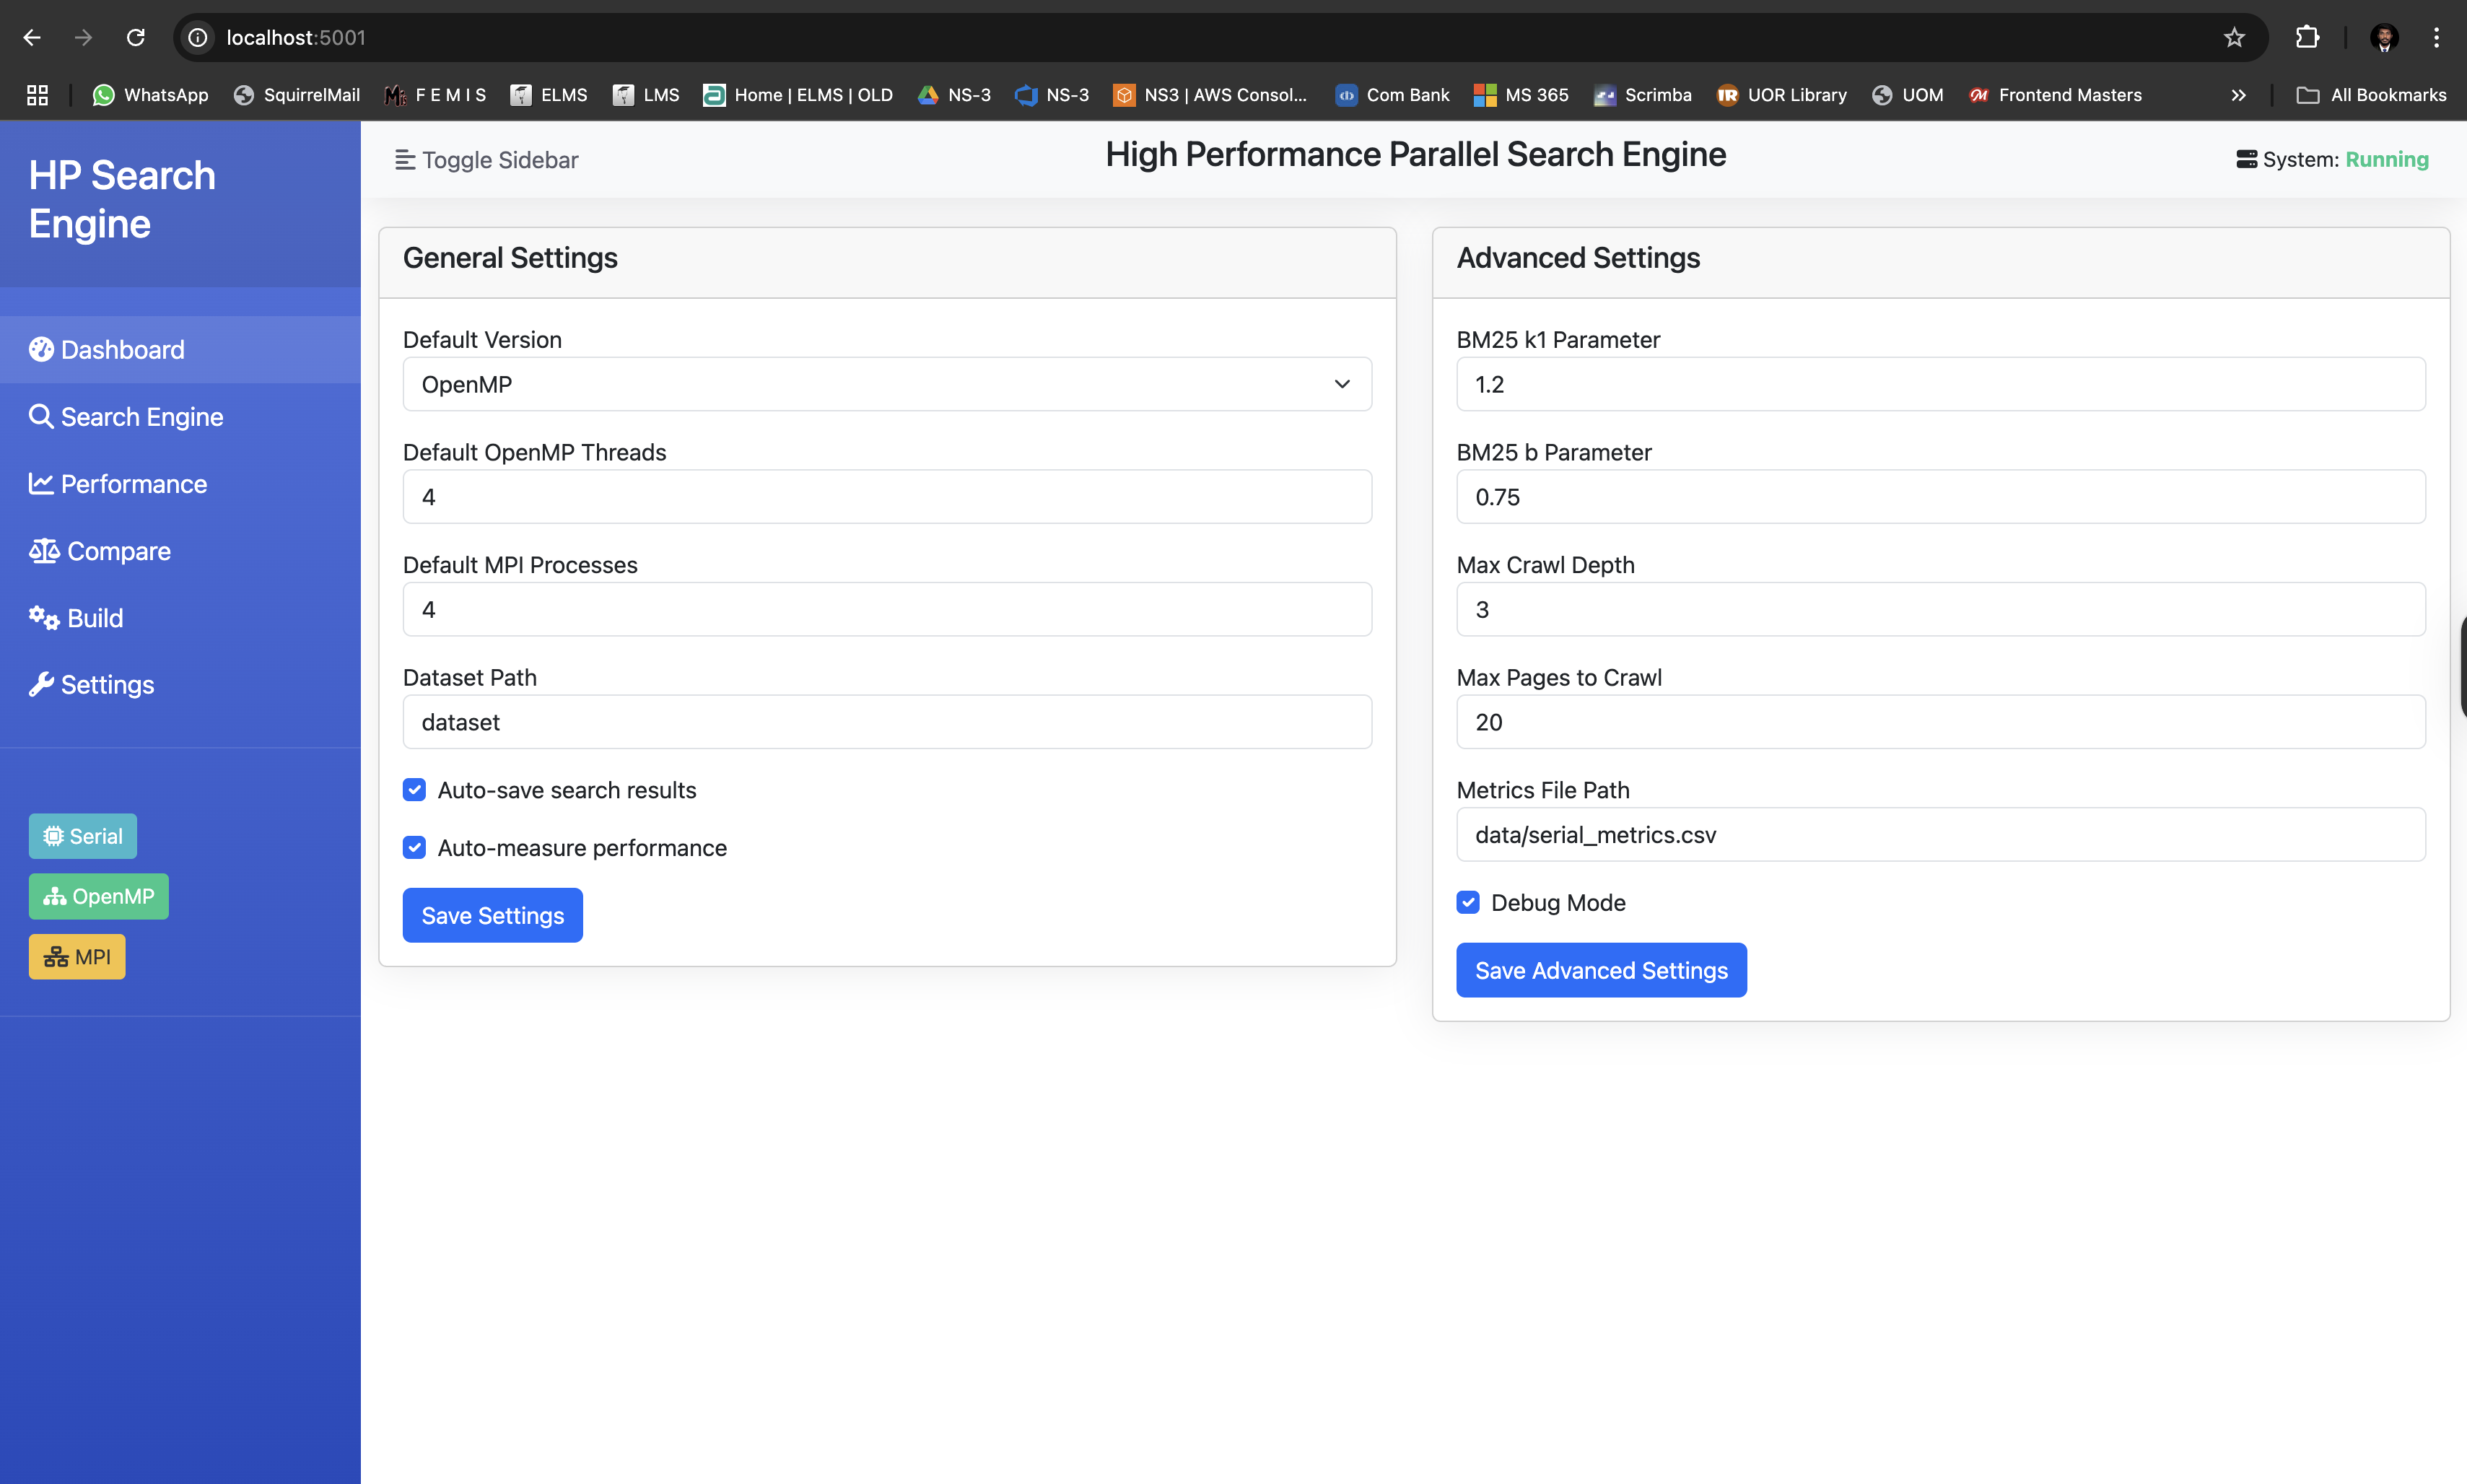 localhost:5001
WhatsApp SquirrelMail F E M I S ELMS LMS Home | ELMS | OLD NS-3 NS-3 NS3 | AWS Consol... Com Bank MS 365 Scrimba UOR Library UOM Frontend Masters All Bookmarks
HP Search
Engine
Dashboard
Search Engine
Performance
Compare
Build
Settings
Serial
OpenMP
MPI
Toggle Sidebar
High Performance Parallel Search Engine
System: Running
General Settings
Default Version
OpenMP
Default OpenMP Threads
4
Default MPI Processes
4
Dataset Path
dataset
Auto-save search results
Auto-measure performance
Save Settings
Advanced Settings
BM25 k1 Parameter
1.2
BM25 b Parameter
0.75
Max Crawl Depth
3
Max Pages to Crawl
20
Metrics File Path
data/serial_metrics.csv
Debug Mode
Save Advanced Settings